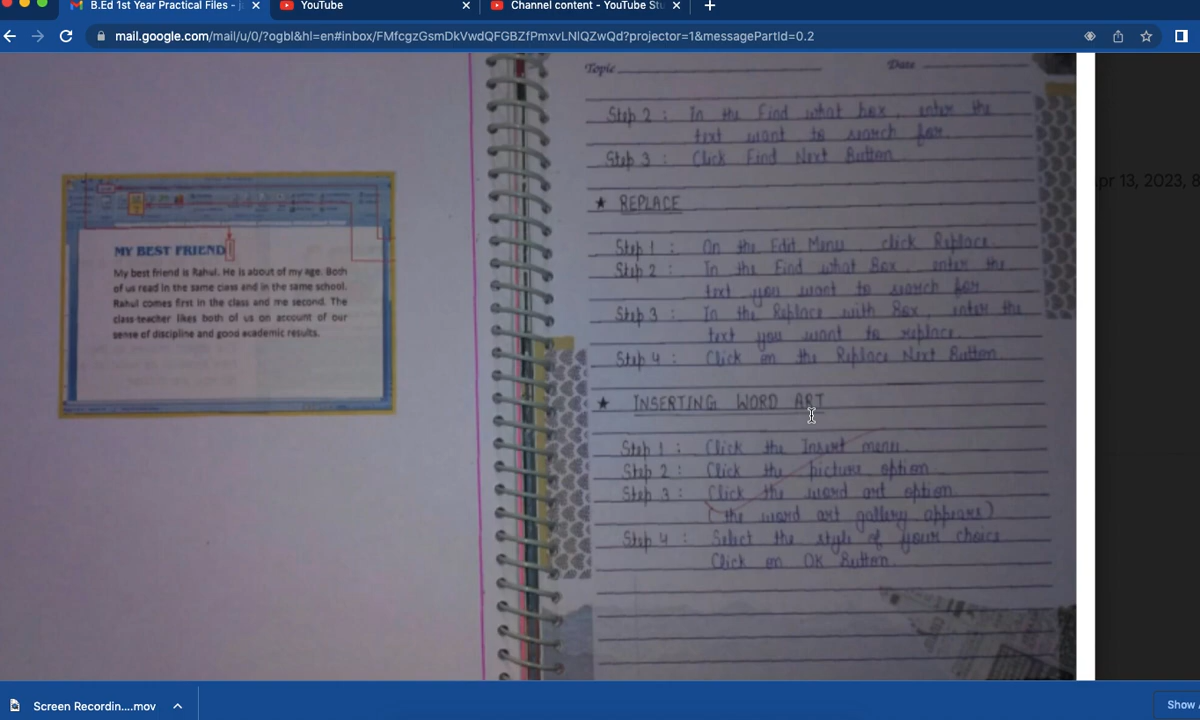 B.Ed 1st Year Practical Files -
YouTube
Channel content - YouTube Stu
mail.google.com/mail/u/0/?ogbl&hl=en#inbox/FMfcgzGsmDkVwdQFGBZfPmxvLNlQZwQd?projector=1&messagePartId=0.2
MY BEST FRIEND
My best friend is Rahul. He is about of my age. Both
of us read in the same class and in the same school.
Rahul comes first in the class and me second. The
class-teacher likes both of us on account of our
sense of discipline and good academic results.
Topic
Date
Step 2 : In the Find what box, enter the
text want to search for.
Step 3 : Click Find Next Button
★ REPLACE
Step 1 : On the Edit Menu click Replace.
Step 2 : In the Find what Box, enter the
text you want to search for
Step 3 : In the Replace with Box, enter the
text you want to replace.
Step 4 : Click on the Replace Next Button
★ INSERTING WORD ART
Step 1 : Click the Insert menu
Step 2 : Click the picture option
Step 3 : Click the word art option
(the word art gallery appears)
Step 4 : Select the style of your choice
Click on OK Button.
pr 13, 2023, 8
Screen Recordin....mov
Show